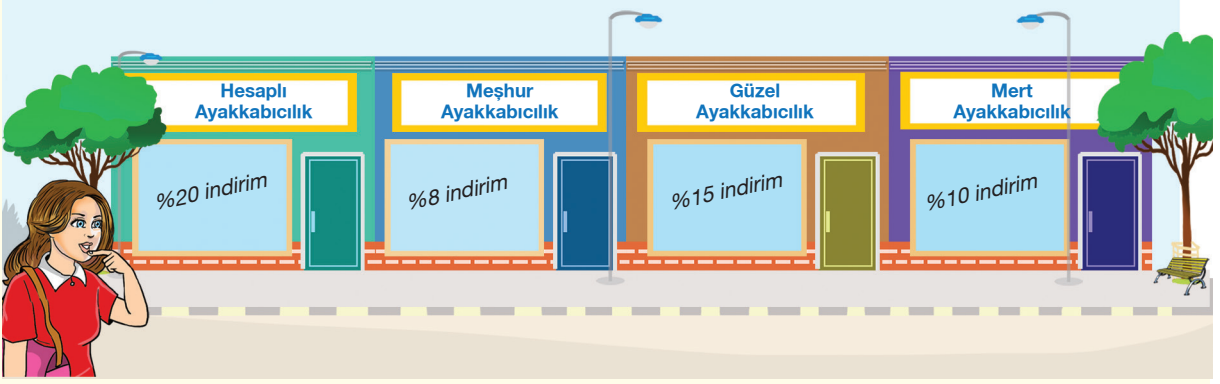 Hesaplı
Ayakkabıcılık
Meşhur
Ayakkabıcılık
Güzel
Ayakkabıcılık
Mert
Ayakkabıcılık
%20 indirim
%8 indirim
%15 indirim
%10 indirim